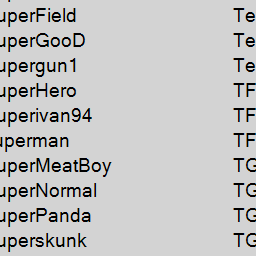 uperField Te
uperGooD Te
upergun1 Te
uperHero TF
uperivan94 TF
uperman TF
uperMeatBoy TG
uperNormal TG
uperPanda TG
uperskunk TG